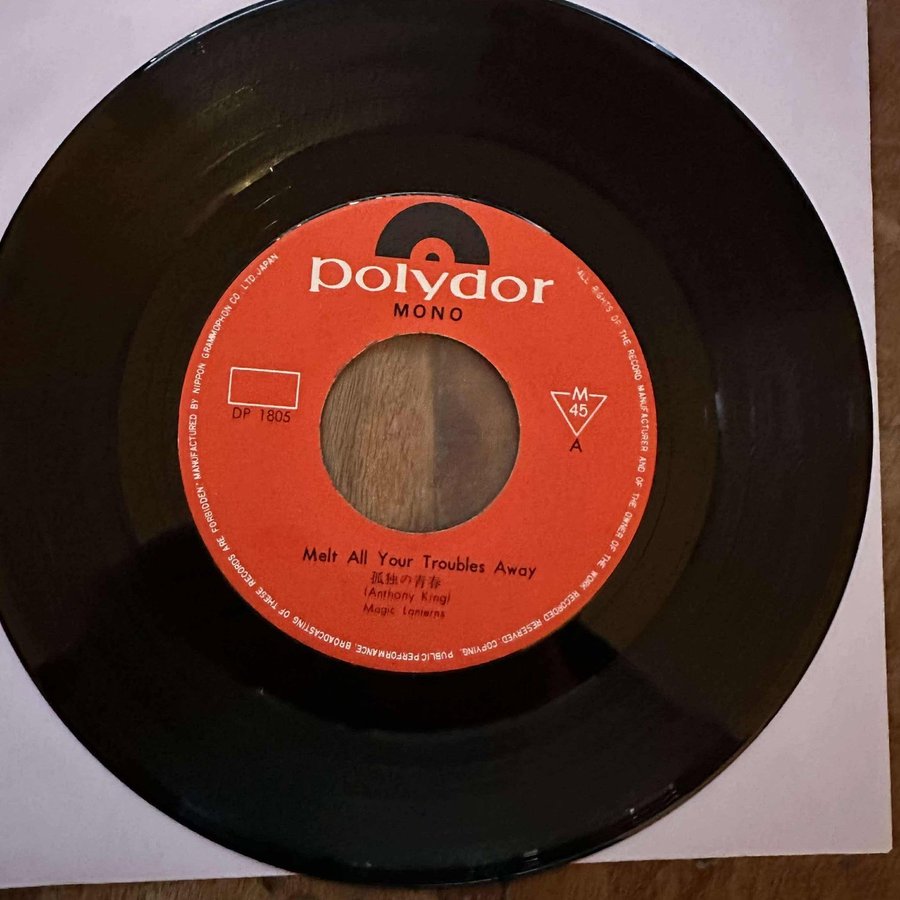 polydor
MONO
DP 1805
M
45
A
Melt All Your Troubles Away
孤独の青春
(Anthony King)
Magic Lanterns
ALL RIGHTS OF THE RECORD MANUFACTURER AND OF THE OWNER OF THE WORK RECORDED RESERVED. COPYING, PUBLIC PERFORMANCE, BROADCASTING OF THESE RECORDS ARE FORBIDDEN. MANUFACTURED BY NIPPON GRAMMOPHON CO. LTD. JAPAN